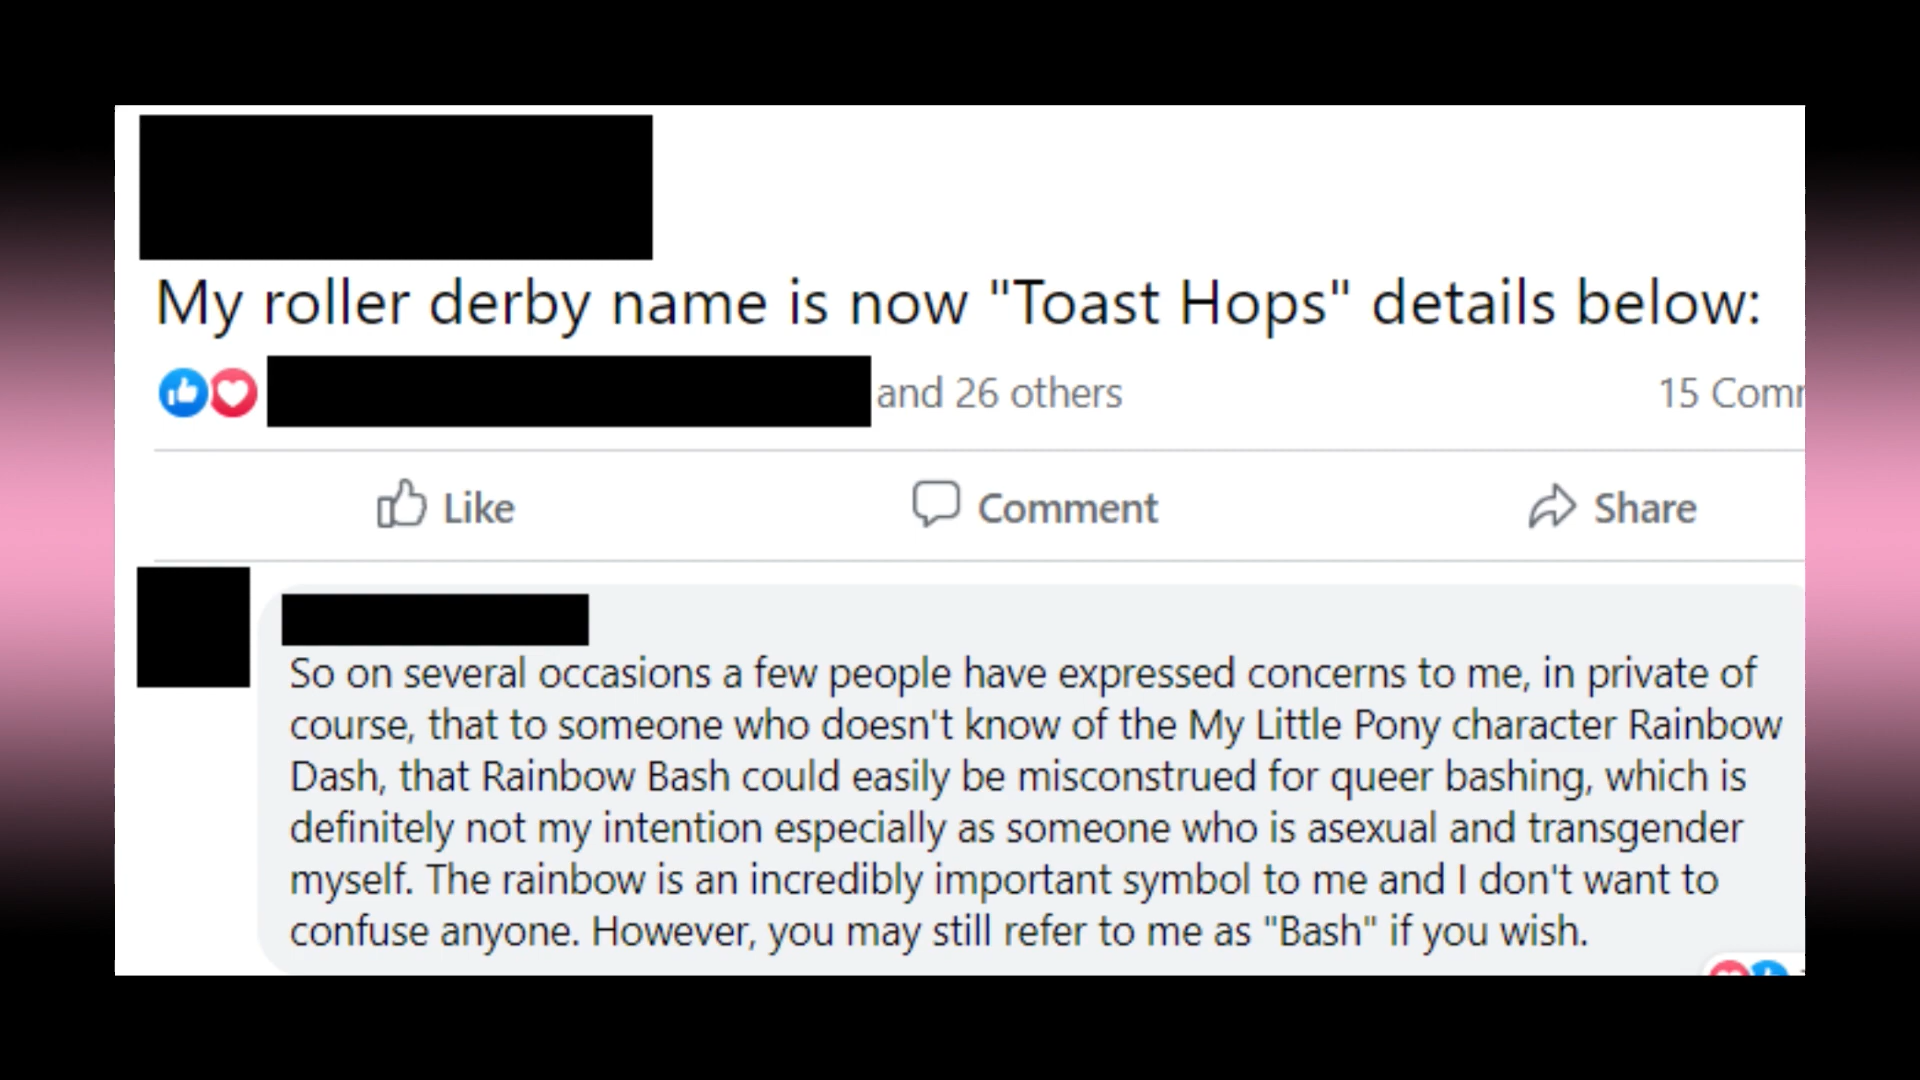 My roller derby name is now "Toast Hops" details below:
and 26 others
15 Comm
Like
Comment
Share
So on several occasions a few people have expressed concerns to me, in private of
course, that to someone who doesn't know of the My Little Pony character Rainbow
Dash, that Rainbow Bash could easily be misconstrued for queer bashing, which is
definitely not my intention especially as someone who is asexual and transgender
myself. The rainbow is an incredibly important symbol to me and I don't want to
confuse anyone. However, you may still refer to me as "Bash" if you wish.